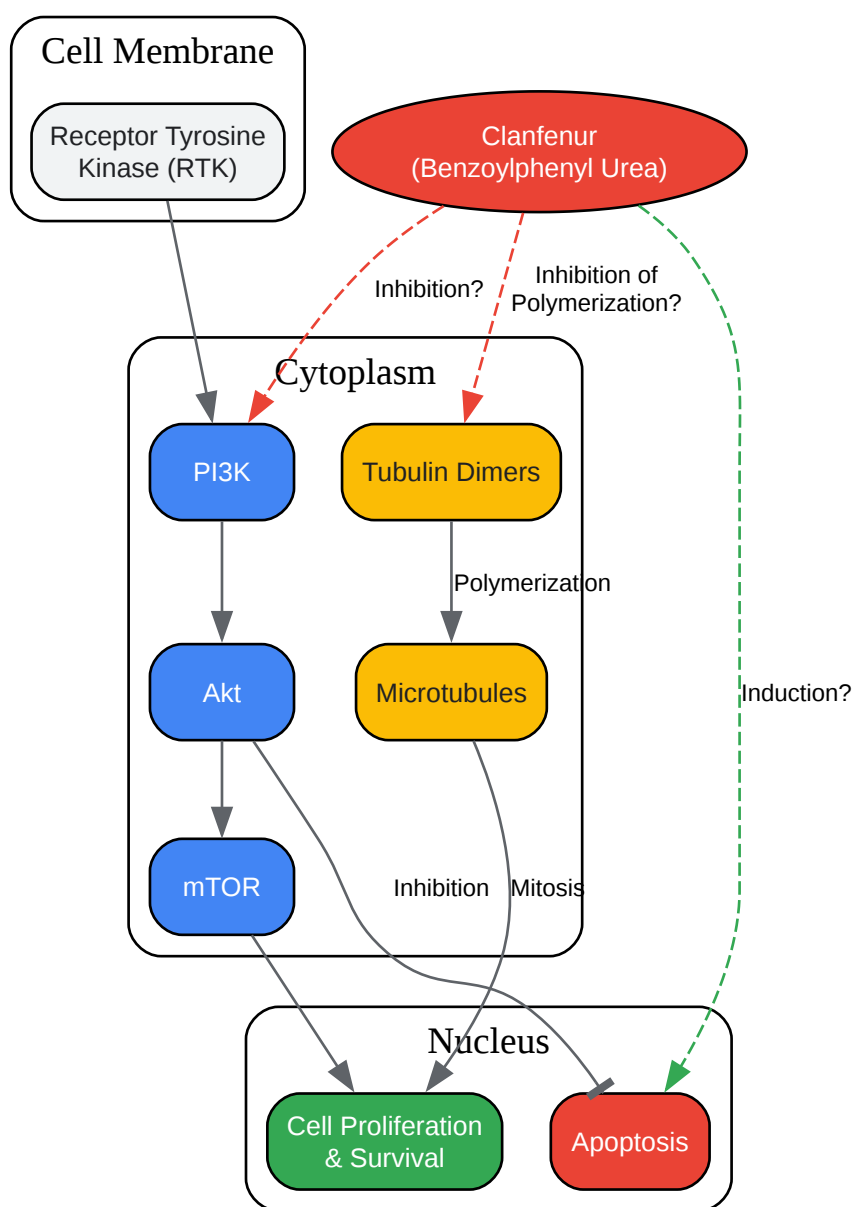 Cell Membrane
Receptor Tyrosine
Kinase (RTK)
Clanfenur
(Benzoylphenyl Urea)
Inhibition?
Inhibition of
Polymerization?
Cytoplasm
PI3K
Tubulin Dimers
Polymerization
Akt
Microtubules
Induction?
mTOR
Inhibition
Mitosis
Nucleus
Cell Proliferation
& Survival
Apoptosis